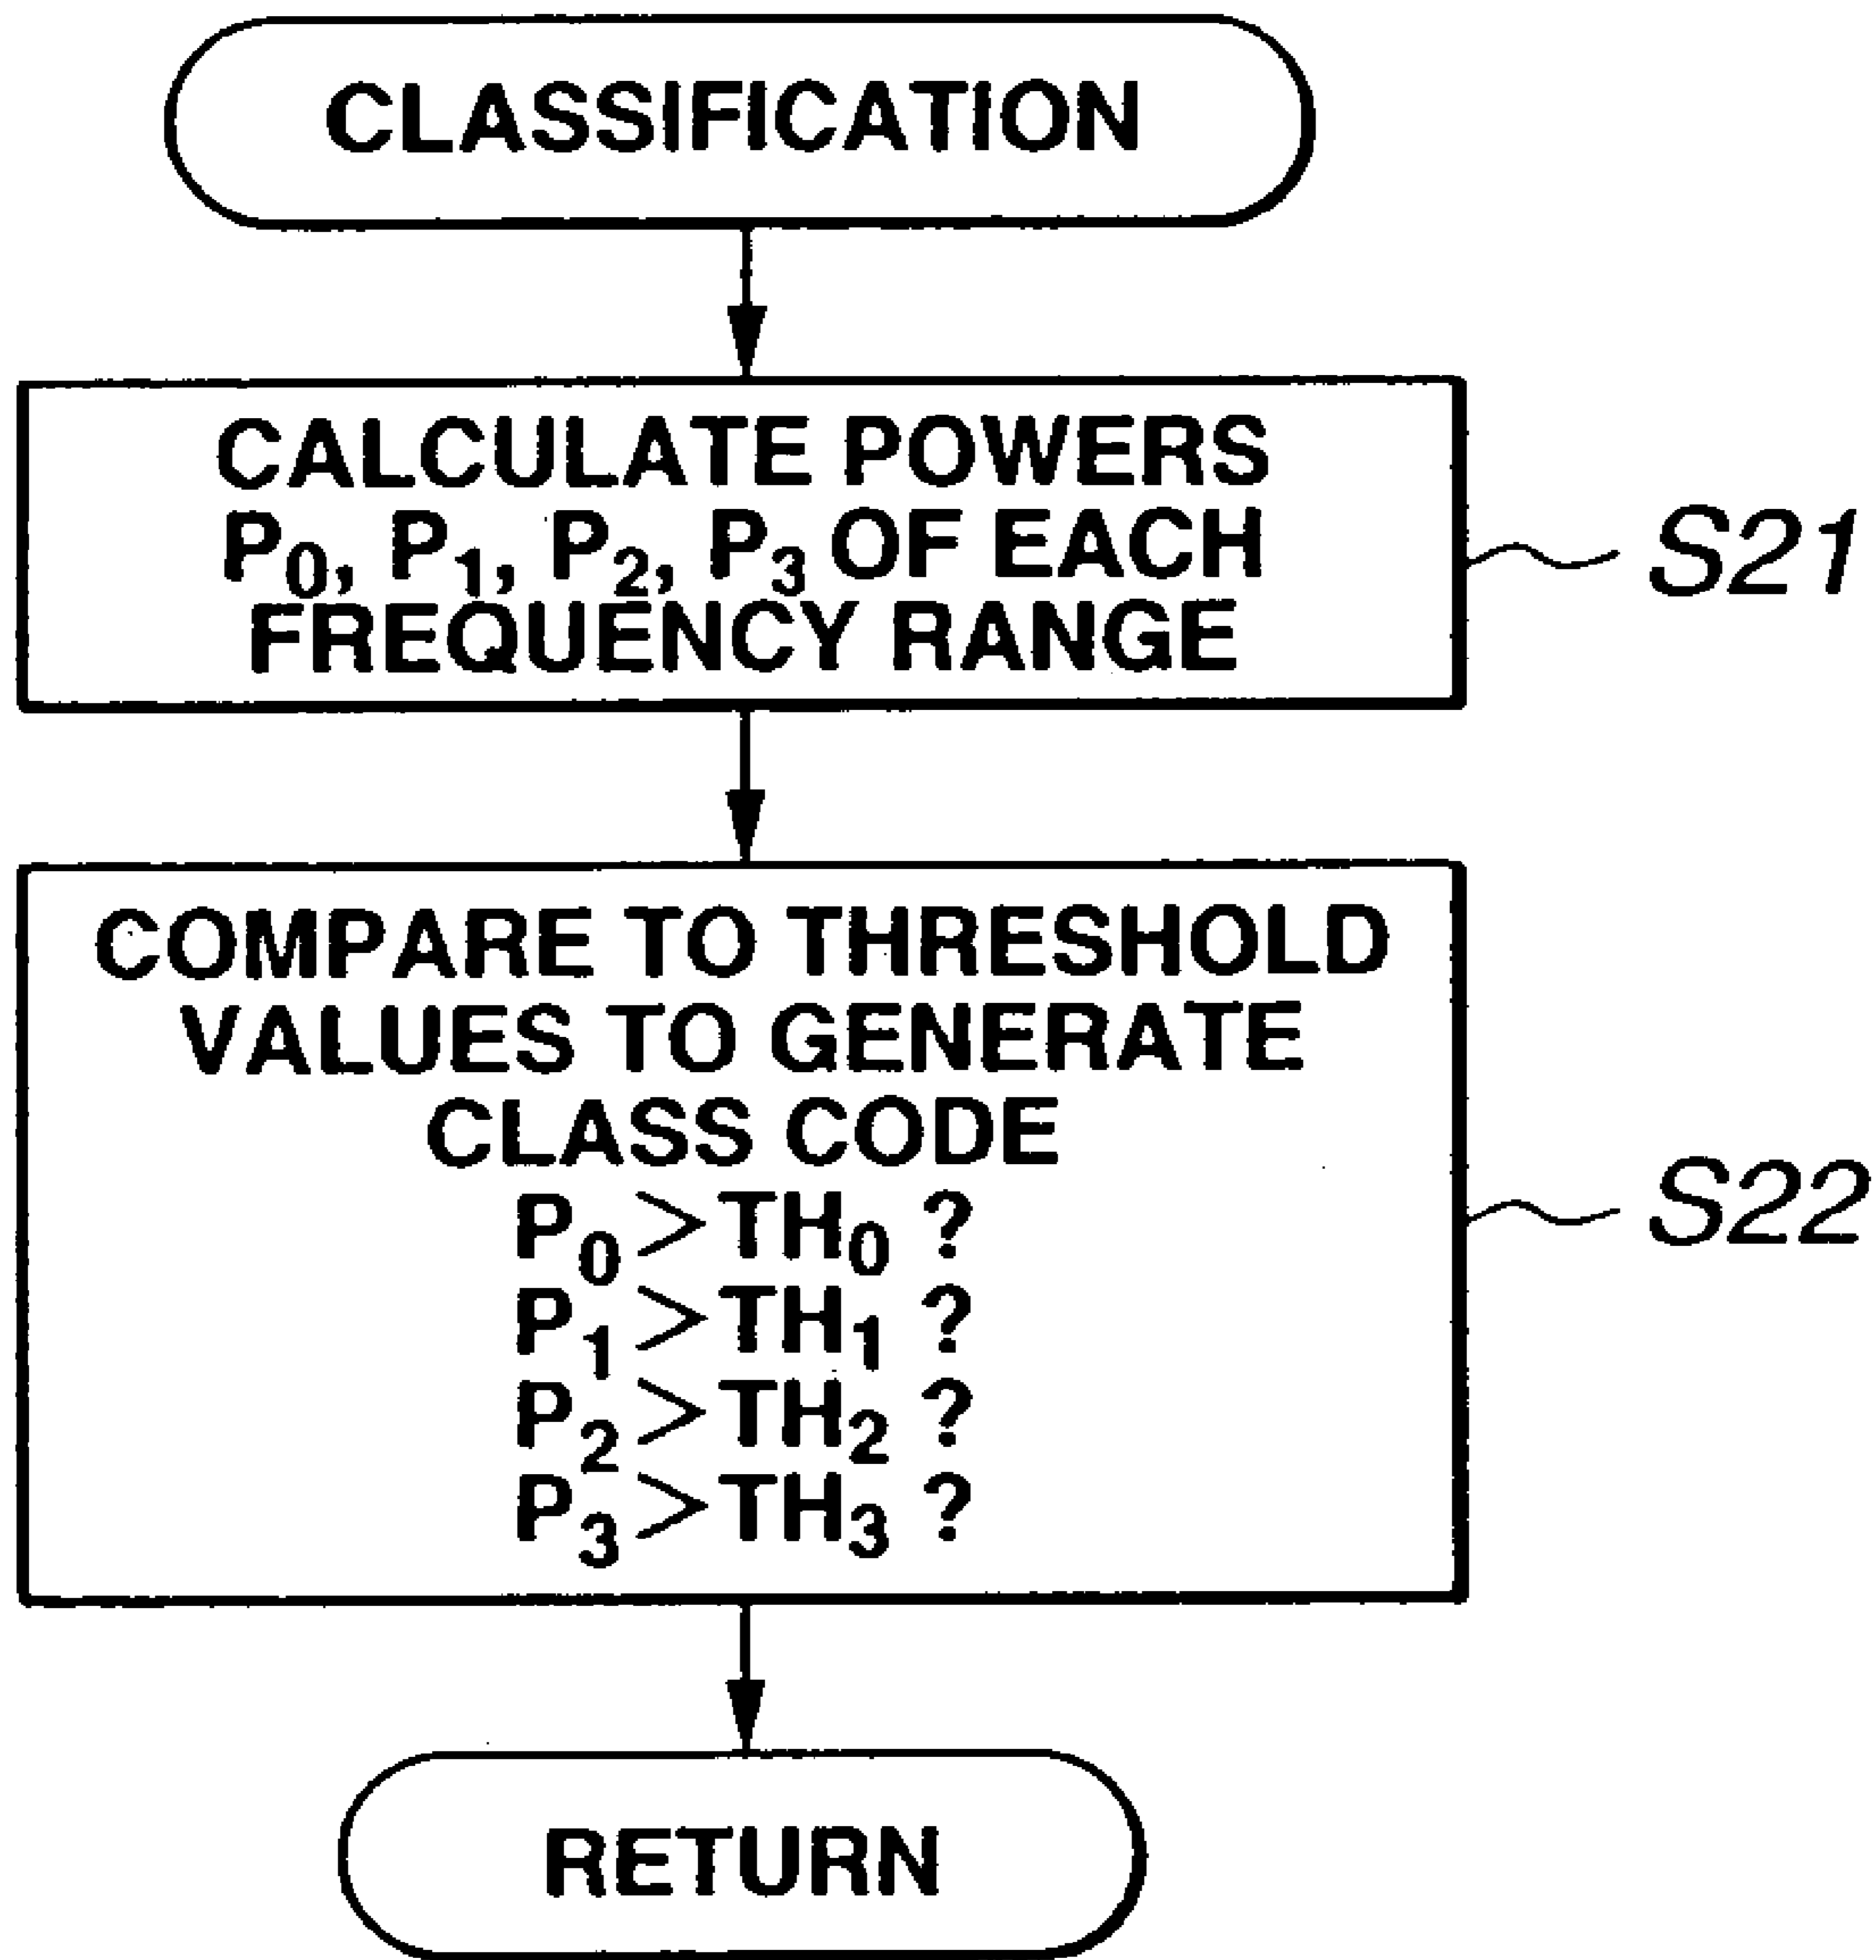 CLASSIFICATION
CALCULATE POWERS
P₀, P₁, P₂, P₃ OF EACH
FREQUENCY RANGE
S21
COMPARE TO THRESHOLD
VALUES TO GENERATE
CLASS CODE
P₀ > TH₀ ?
P₁ > TH₁ ?
P₂ > TH₂ ?
P₃ > TH₃ ?
S22
RETURN